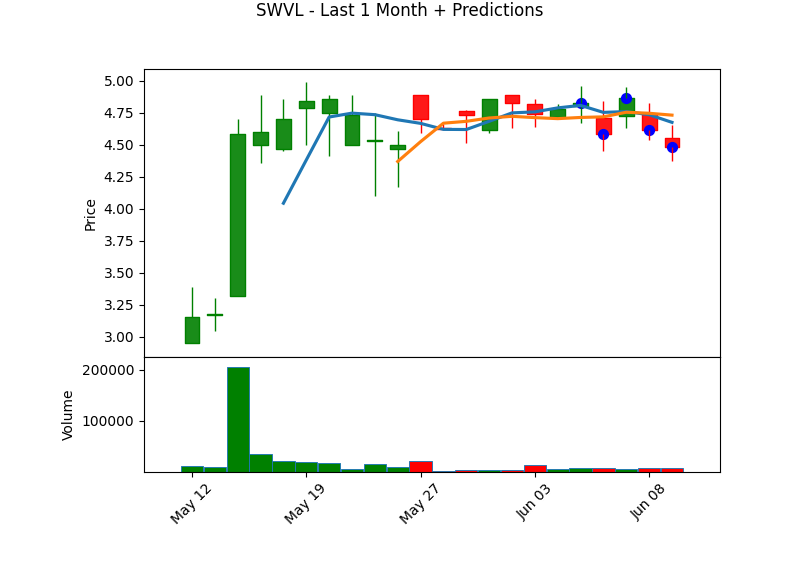 SWVL - Last 1 Month + Predictions
5.00
4.75
4.50
4.25
4.00
3.75
3.50
3.25
3.00
Price
200000
100000
Volume
May 12
May 19
May 27
Jun 03
Jun 08